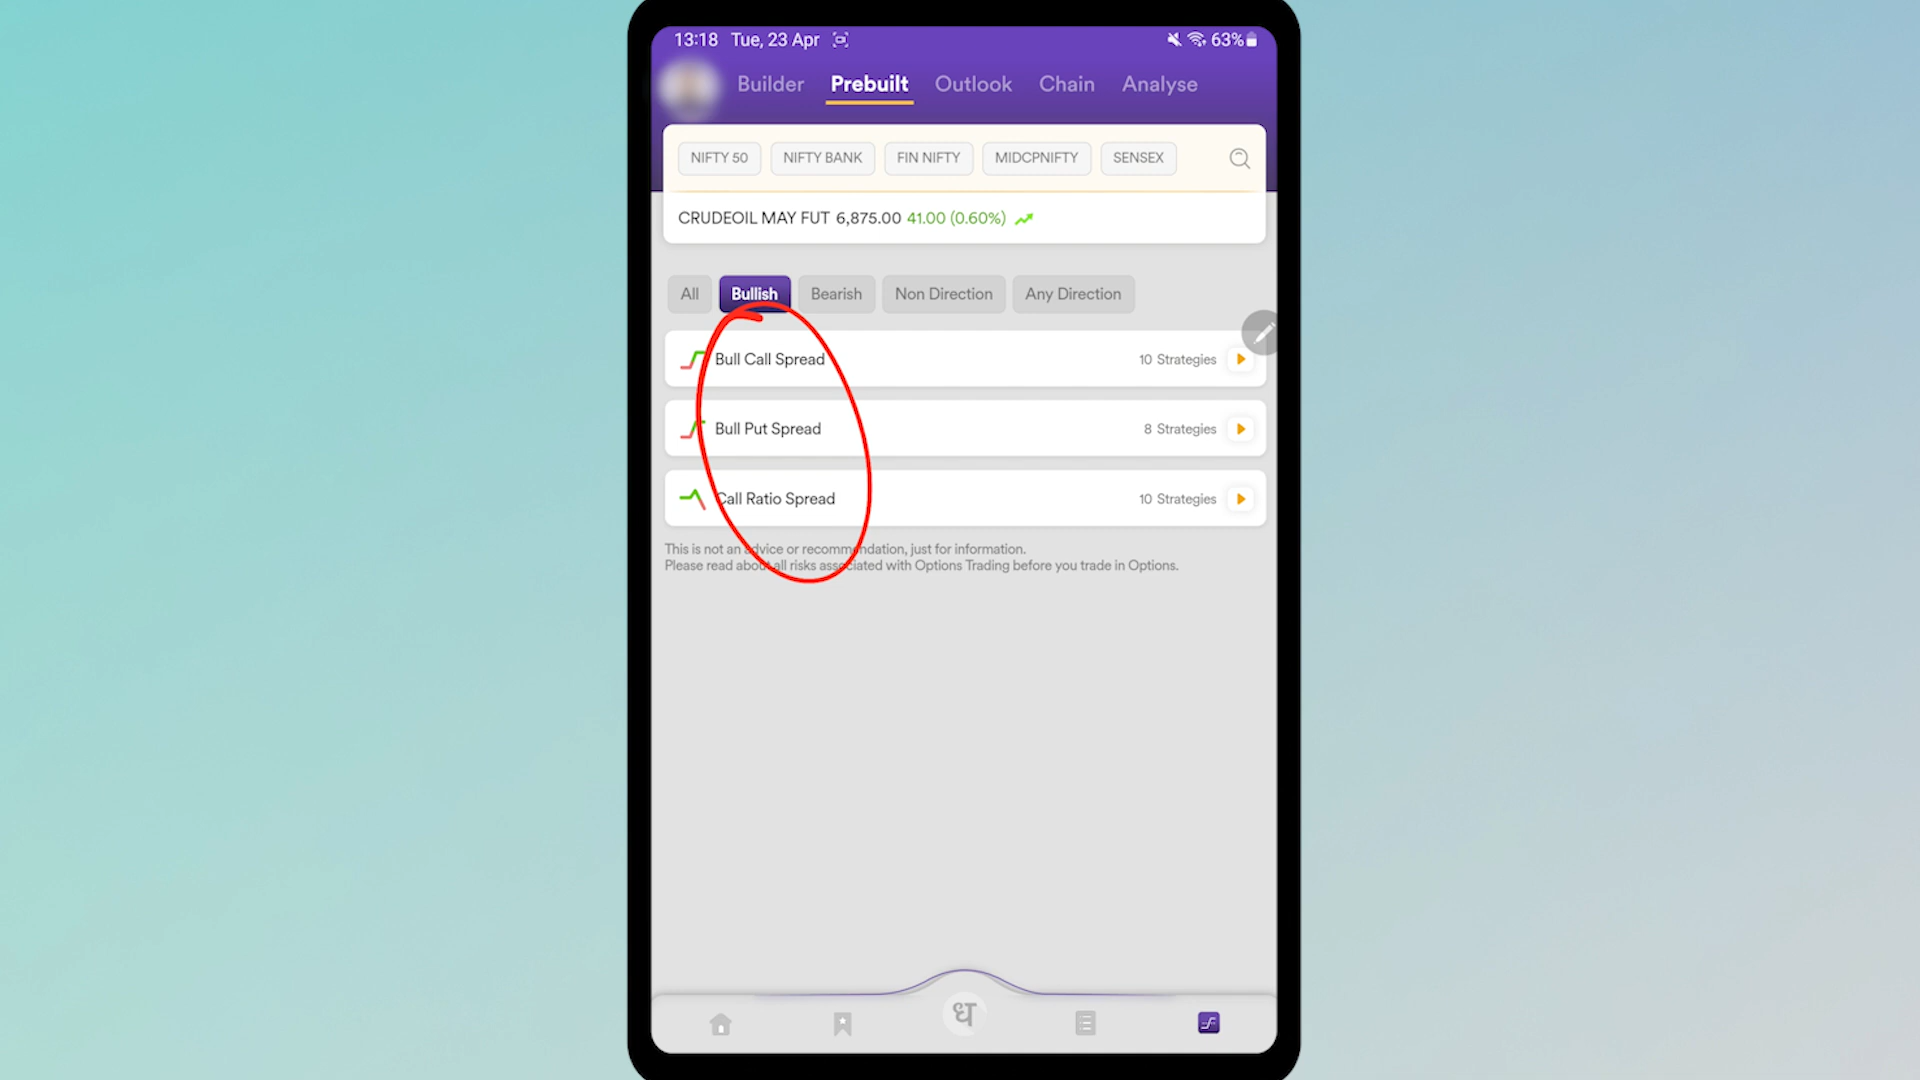 13:18 Tue, 23 Apr 63%
Builder Prebuilt Outlook Chain Analyse
NIFTY 50 NIFTY BANK FIN NIFTY MIDCPNIFTY SENSEX
CRUDEOIL MAY FUT 6,875.00 41.00 (0.60%)
All Bullish Bearish Non Direction Any Direction
Bull Call Spread 10 Strategies
Bull Put Spread 8 Strategies
Call Ratio Spread 10 Strategies
This is not an advice or recommendation, just for information.
Please read about all risks associated with Options Trading before you trade in Options.
ध